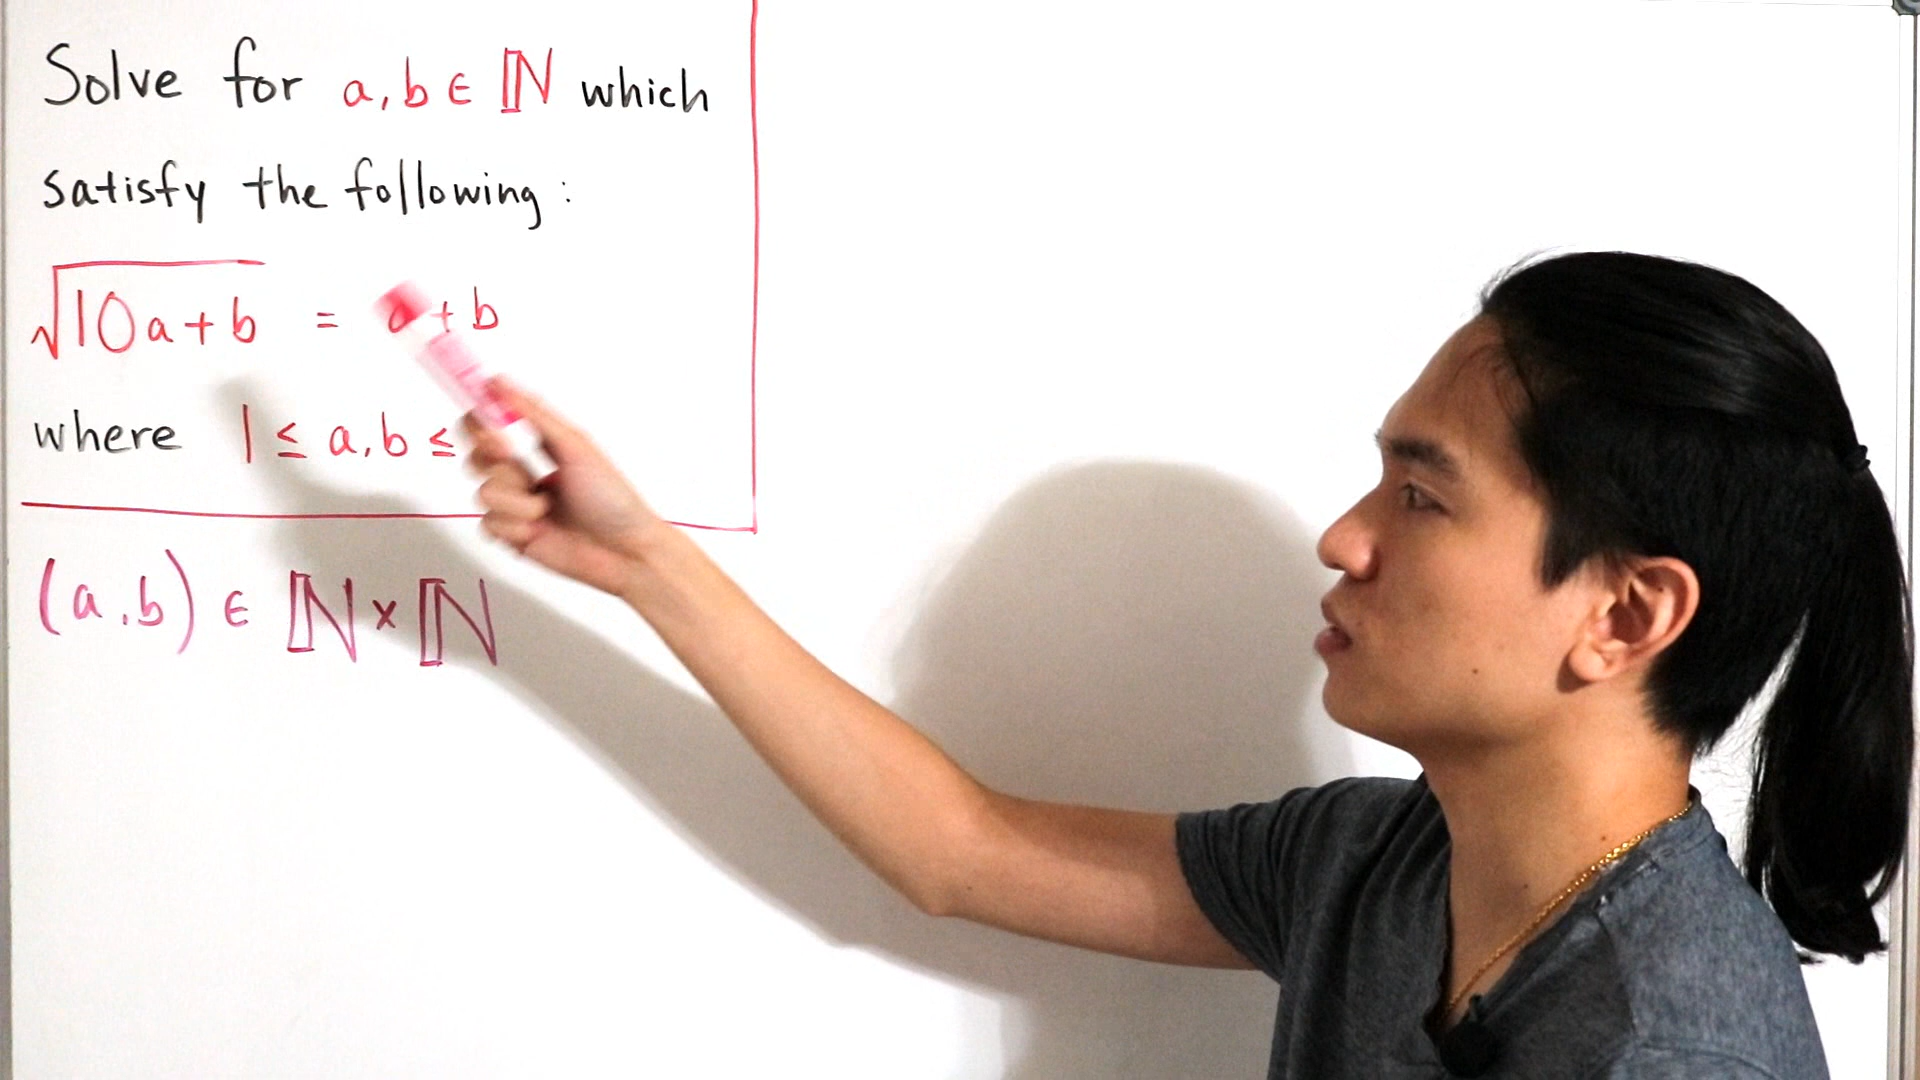 Solve for a, b ∈ ℕ which
satisfy the following:
√(10a+b) = a + b
where 1 ≤ a, b ≤
(a, b) ∈ ℕ × ℕ